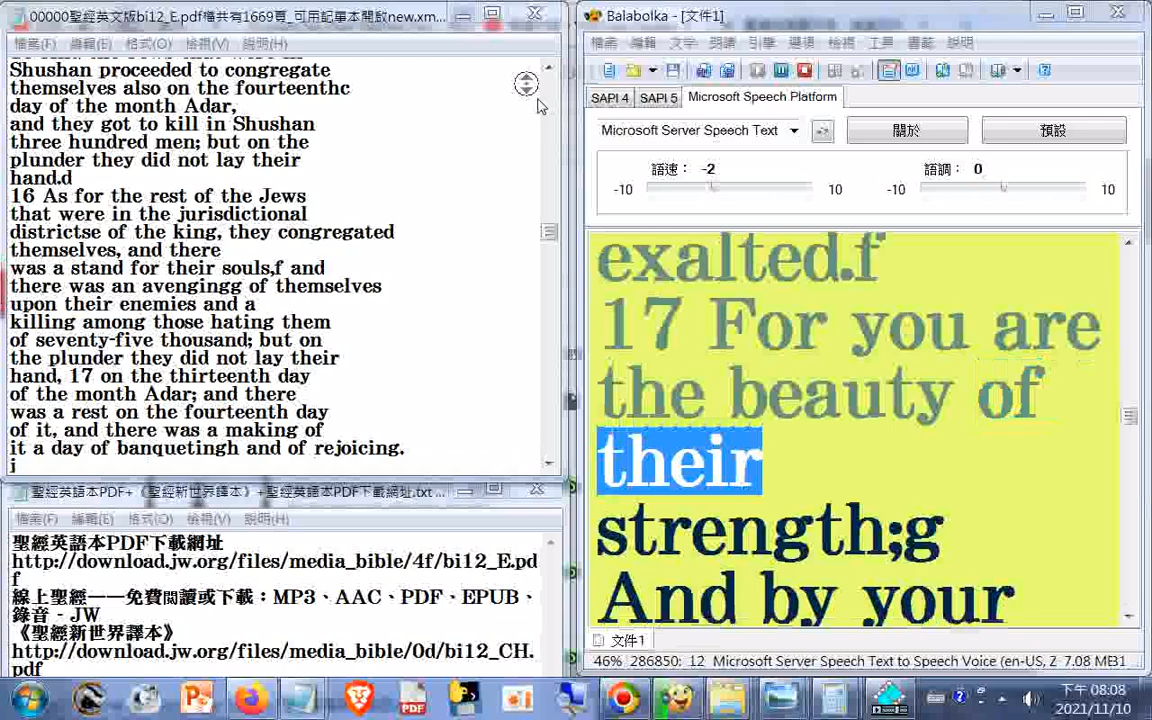 00000聖經英文版bi12_E.pdf檔共有1669頁_可用記事本開啟new.xm...
檔案(F) 編輯(E) 格式(O) 檢視(V) 說明(H)
Shushan proceeded to congregate
themselves also on the fourteenthc
day of the month Adar,
and they got to kill in Shushan
three hundred men; but on the
plunder they did not lay their
hand.d
16 As for the rest of the Jews
that were in the jurisdictional
districtse of the king, they congregated
themselves, and there
was a stand for their souls,f and
there was an avengingg of themselves
upon their enemies and a
killing among those hating them
of seventy-five thousand; but on
the plunder they did not lay their
hand, 17 on the thirteenth day
of the month Adar; and there
was a rest on the fourteenth day
of it, and there was a making of
it a day of banquetingh and of rejoicing.
j
聖經英語本PDF+《聖經新世界譯本》+聖經英語本PDF下載網址.txt ...
檔案(F) 編輯(E) 格式(O) 檢視(V) 說明(H)
聖經英語本PDF下載網址
http://download.jw.org/files/media_bible/4f/bi12_E.pd
f
線上聖經——免費閱讀或下載：MP3、AAC、PDF、EPUB、
錄音 - JW
《聖經新世界譯本》
http://download.jw.org/files/media_bible/0d/bi12_CH.
pdf
Balabolka - [文件1]
檔案 編輯 文字 朗讀 引擎 選項 檢視 工具 書籤 說明
SAPI 4 SAPI 5 Microsoft Speech Platform
Microsoft Server Speech Text 關於 預設
語速： -2 語調： 0
-10 10 -10 10
exalted.f
17 For you are
the beauty of
their
strength;g
And by your
文件1
46% 286850: 12 Microsoft Server Speech Text to Speech Voice (en-US, Z 7.08 MB
下午 08:08
2021/11/10